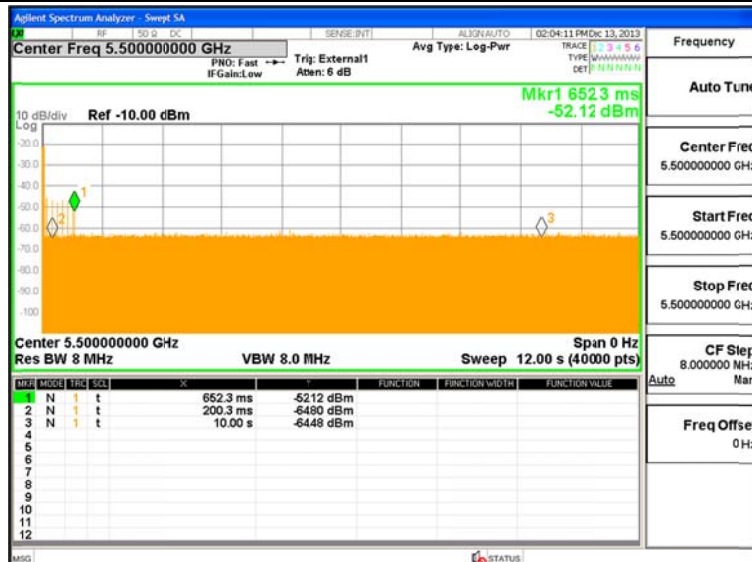 Agilent Spectrum Analyzer - Swept SA
RF 50 Ω DC SENSE:INT ALIGN AUTO 02:04:11 PM Dec 13, 2013
Center Freq 5.500000000 GHz
PNO: Fast
IFGain:Low
Trig: External1
Atten: 6 dB
Avg Type: Log-Pwr
TRACE 1 2 3 4 5 6
TYPE W
DET P N N N N N
Mkr1 652.3 ms
-52.12 dBm
10 dB/div Ref -10.00 dBm
Log
-20.0
-30.0
-40.0
-50.0
-60.0
-70.0
-80.0
-90.0
-100
1
2
3
Center 5.500000000 GHz Span 0 Hz
Res BW 8 MHz VBW 8.0 MHz Sweep 12.00 s (40000 pts)
MKR MODE TRC SCL X Y FUNCTION FUNCTION WIDTH FUNCTION VALUE
1 N 1 t 652.3 ms -52.12 dBm
2 N 1 t 200.3 ms -64.80 dBm
3 N 1 t 10.00 s -64.48 dBm
4
5
6
7
8
9
10
11
12
MSG STATUS
Frequency
Auto Tune
Center Freq
5.500000000 GHz
Start Freq
5.500000000 GHz
Stop Freq
5.500000000 GHz
CF Step
8.000000 MHz
Auto Man
Freq Offset
0 Hz